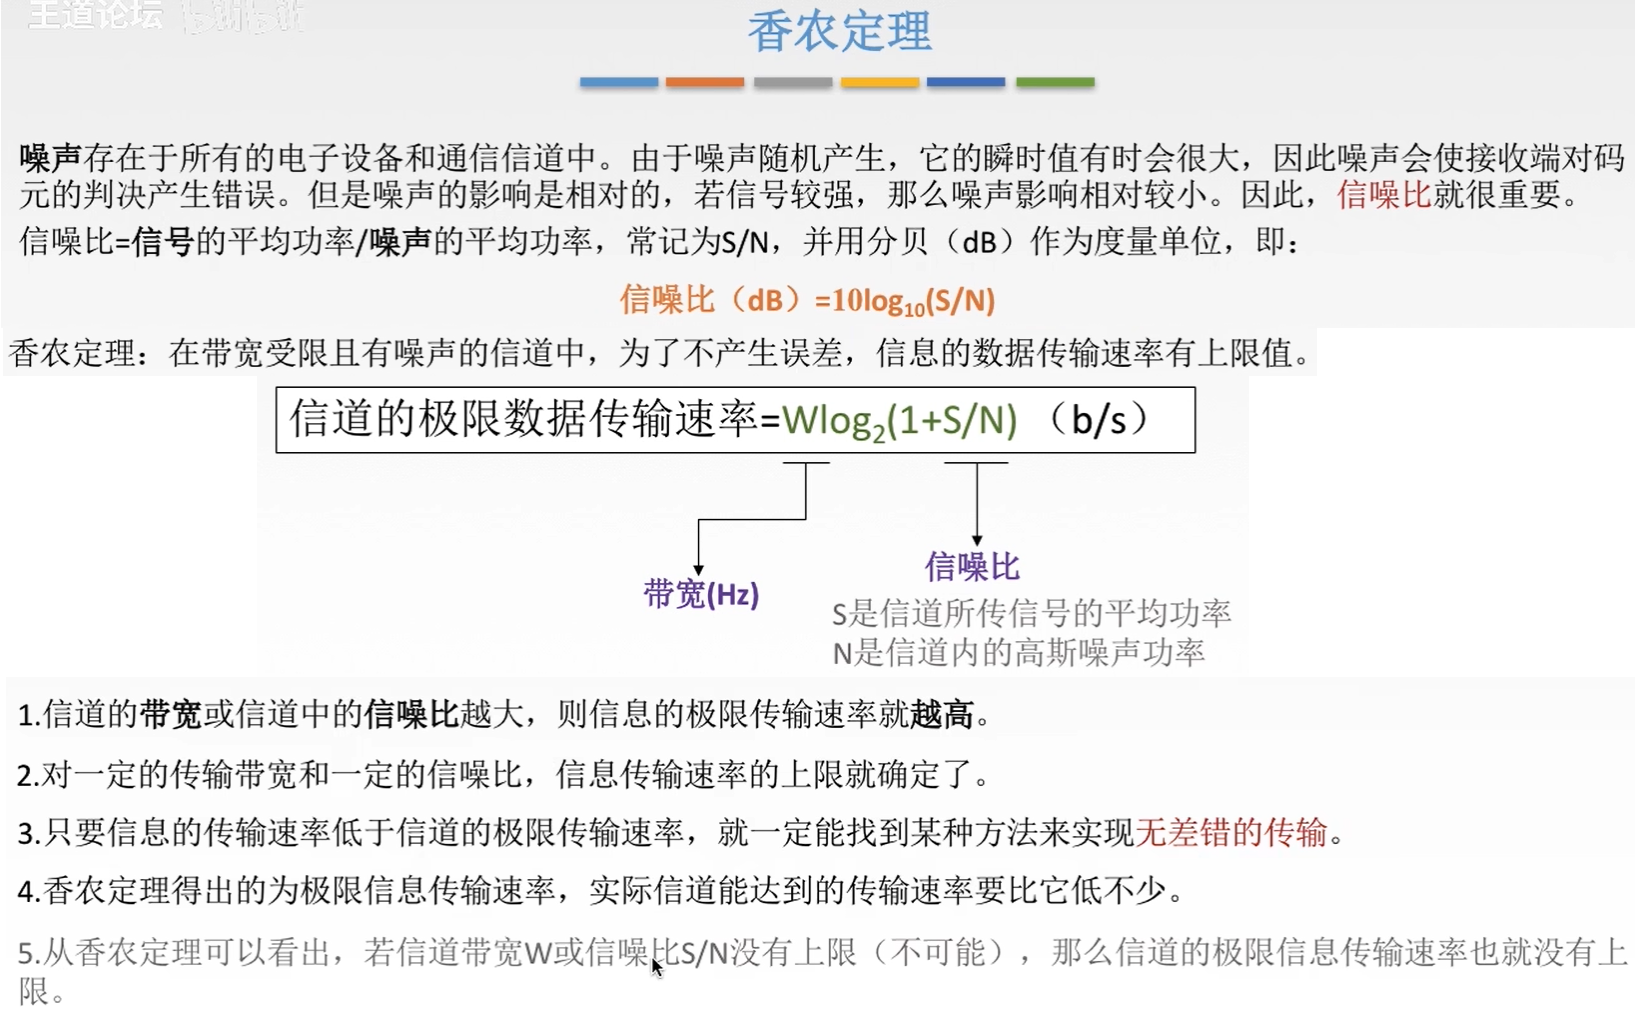 王道论坛 bilibili
香农定理
噪声存在于所有的电子设备和通信信道中。由于噪声随机产生，它的瞬时值有时会很大，因此噪声会使接收端对码
元的判决产生错误。但是噪声的影响是相对的，若信号较强，那么噪声影响相对较小。因此，信噪比就很重要。
信噪比=信号的平均功率/噪声的平均功率，常记为S/N，并用分贝（dB）作为度量单位，即：
信噪比（dB）=10log₁₀(S/N)
香农定理：在带宽受限且有噪声的信道中，为了不产生误差，信息的数据传输速率有上限值。
信道的极限数据传输速率=Wlog₂(1+S/N) （b/s）
带宽(Hz)
信噪比
S是信道所传信号的平均功率
N是信道内的高斯噪声功率
1.信道的带宽或信道中的信噪比越大，则信息的极限传输速率就越高。
2.对一定的传输带宽和一定的信噪比，信息传输速率的上限就确定了。
3.只要信息的传输速率低于信道的极限传输速率，就一定能找到某种方法来实现无差错的传输。
4.香农定理得出的为极限信息传输速率，实际信道能达到的传输速率要比它低不少。
5.从香农定理可以看出，若信道带宽W或信噪比S/N没有上限（不可能），那么信道的极限信息传输速率也就没有上
限。